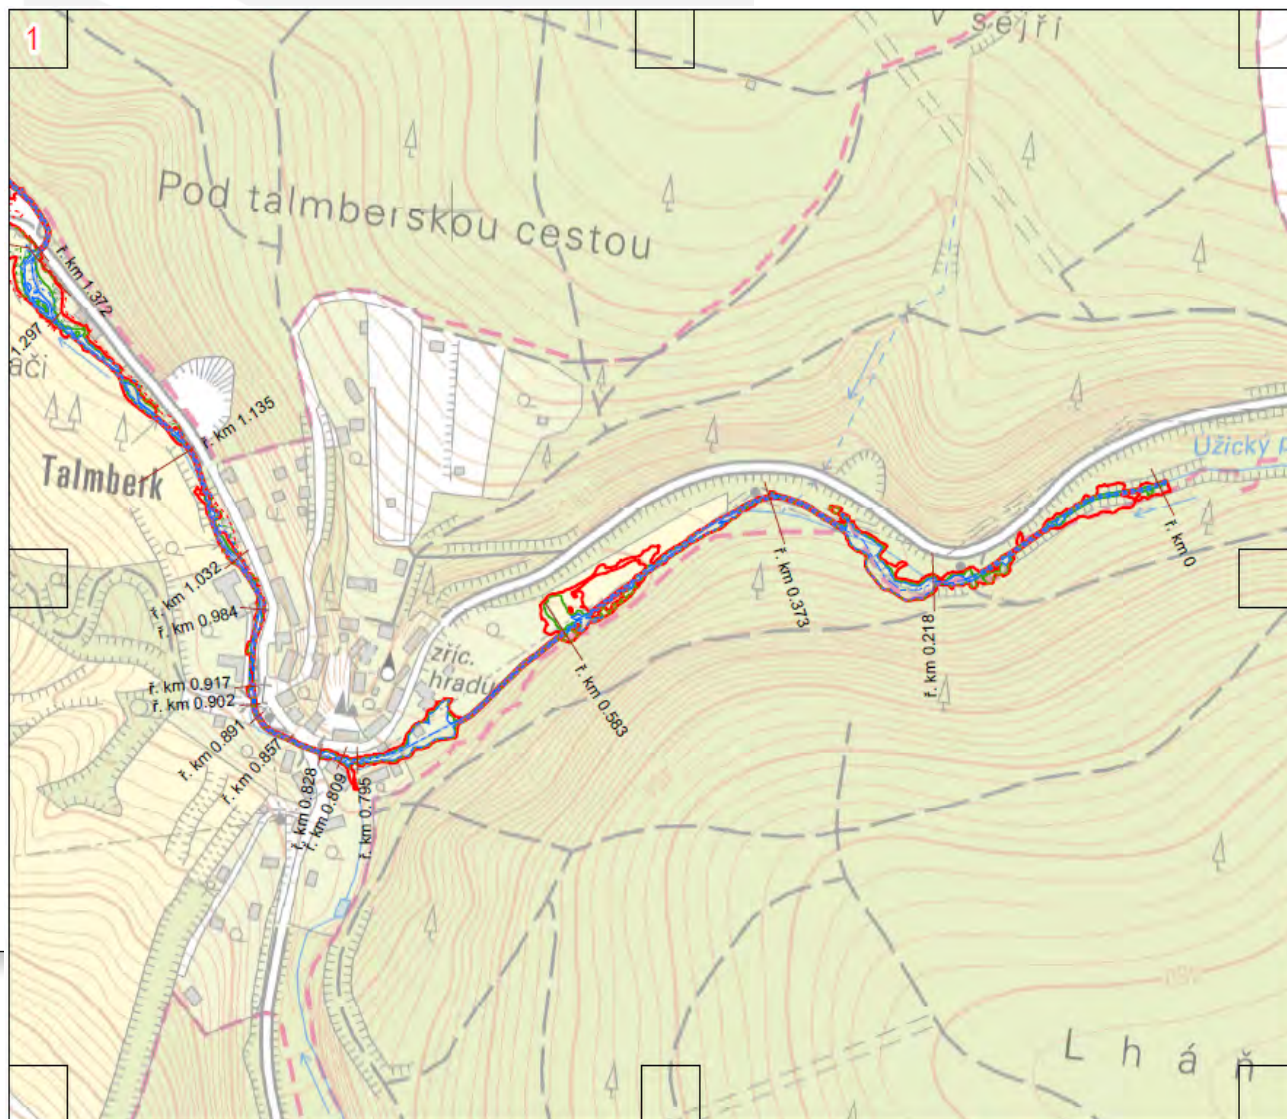 1
V sejří
Pod talmberskou cestou
ř. km 1.372
1.297
ači
ř. km 1.135
Talmberk
Užický p
ř. km 0
ř. km 1.032
ř. km 0.984
ř. km 0.373
ř. km 0.218
zříc.
hradu
ř. km 0.917
ř. km 0.902
ř. km 0.891
ř. km 0.857
ř. km 0.828
ř. km 0.809
ř. km 0.795
ř. km 0.583
L h á ň